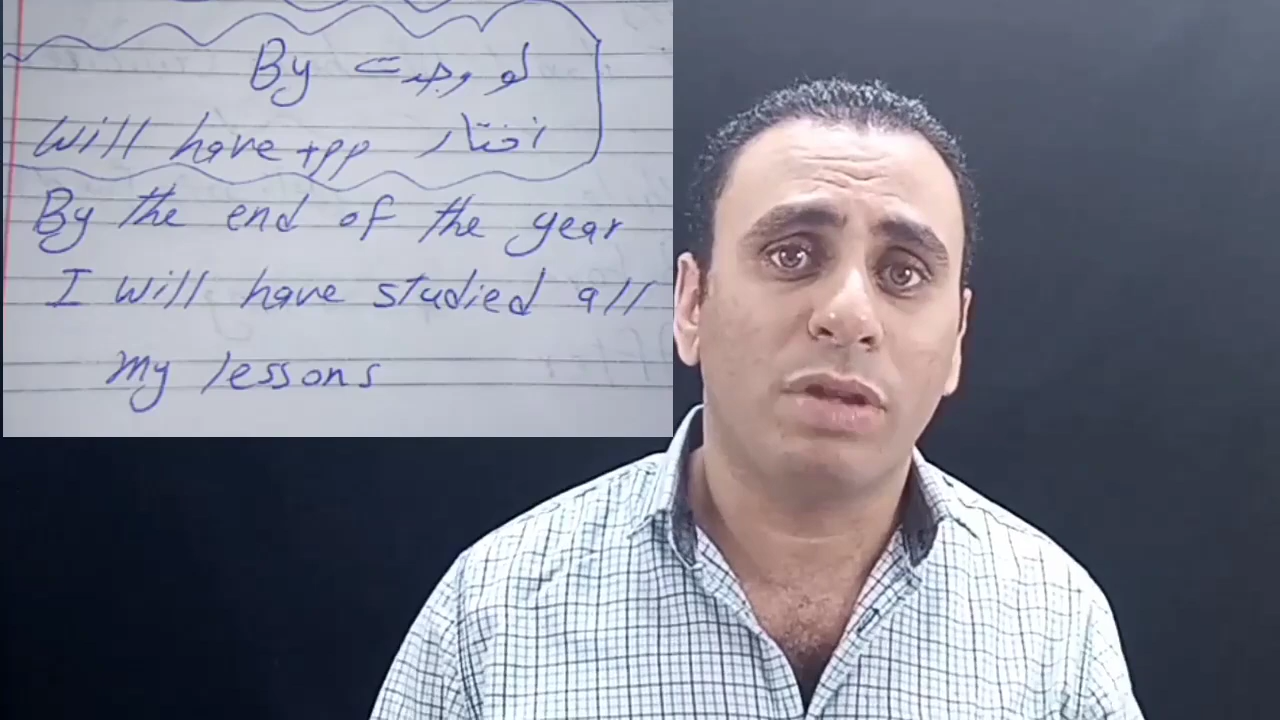 لو وجدت By
اختار will have +pp
By the end of the year
I will have studied all
my lessons